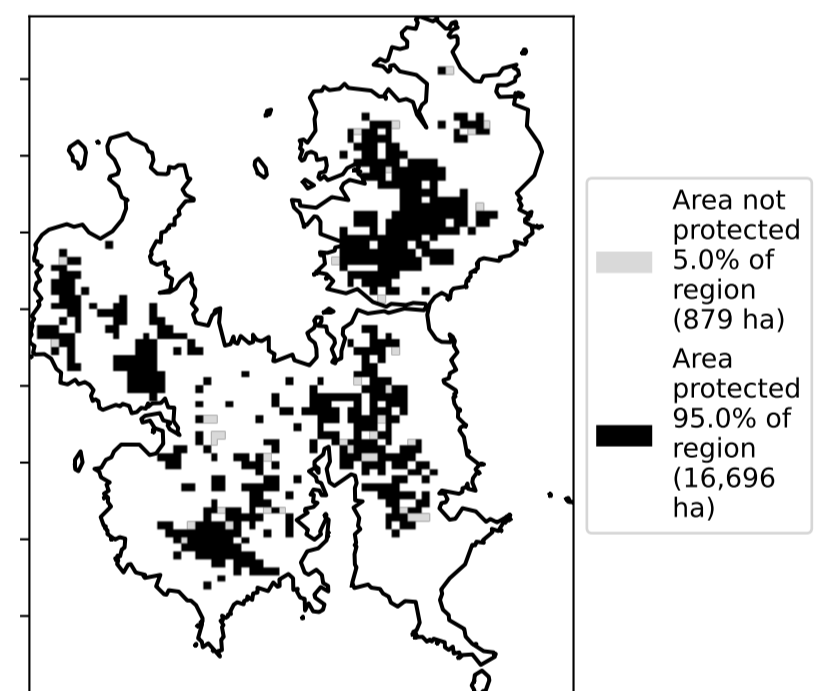 Area not
protected
5.0% of
region
(879 ha)
Area
protected
95.0% of
region
(16,696
ha)